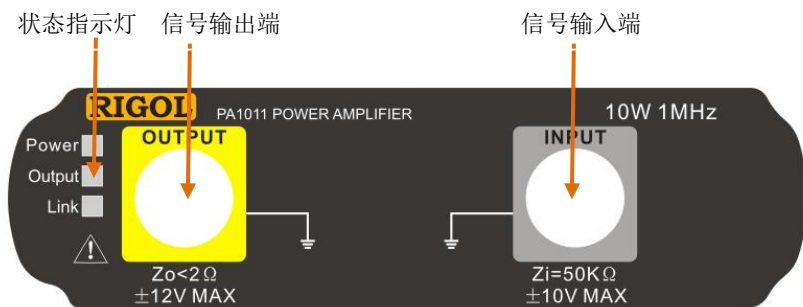 状态指示灯 信号输出端 信号输入端
RIGOL PA1011 POWER AMPLIFIER 10W 1MHz
Power OUTPUT INPUT
Output
Link
Zo<2Ω Zi=50KΩ
±12V MAX ±10V MAX